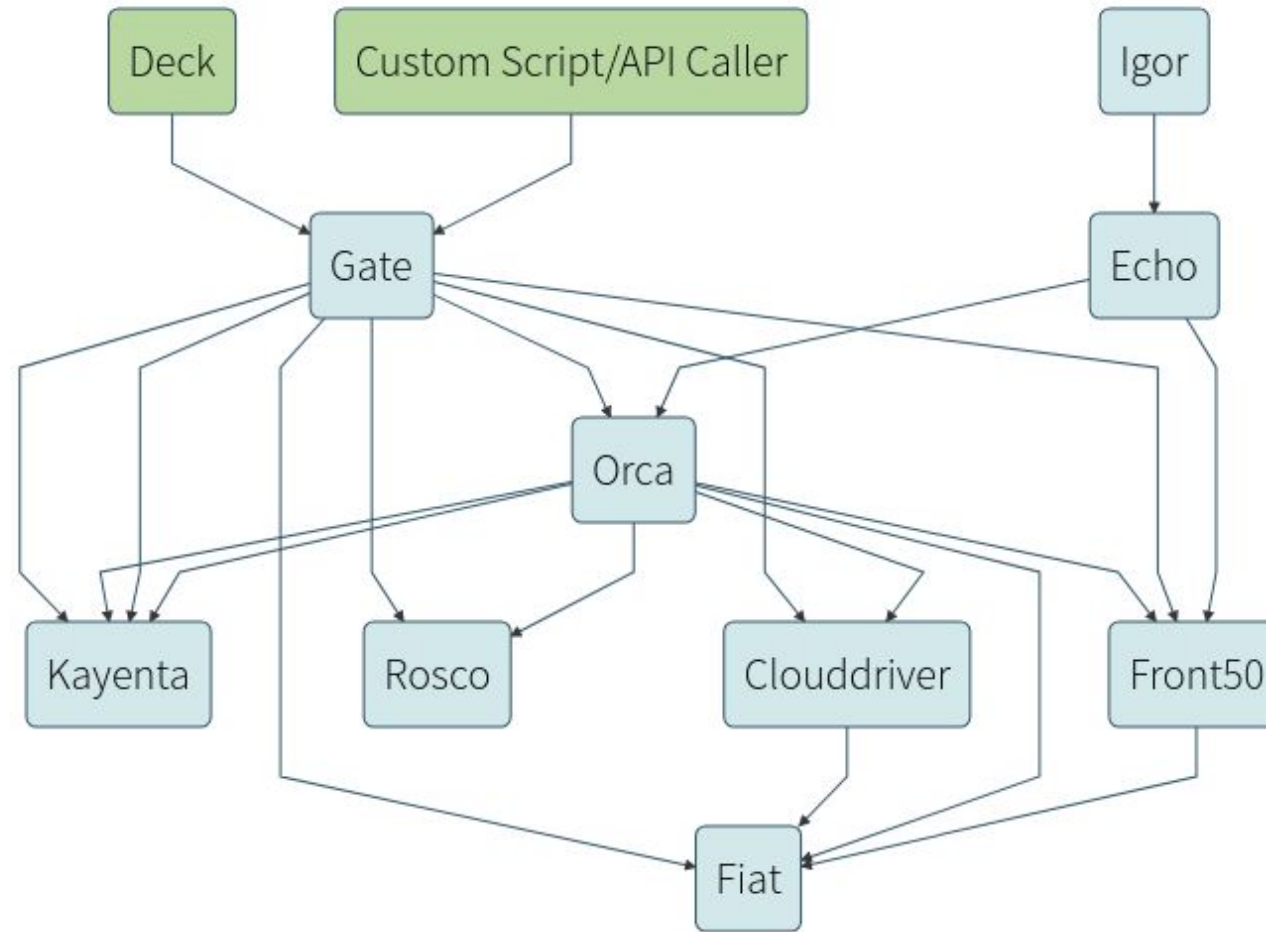 Deck
Custom Script/API Caller
Igor
Gate
Echo
Orca
Kayenta
Rosco
Clouddriver
Front50
Fiat